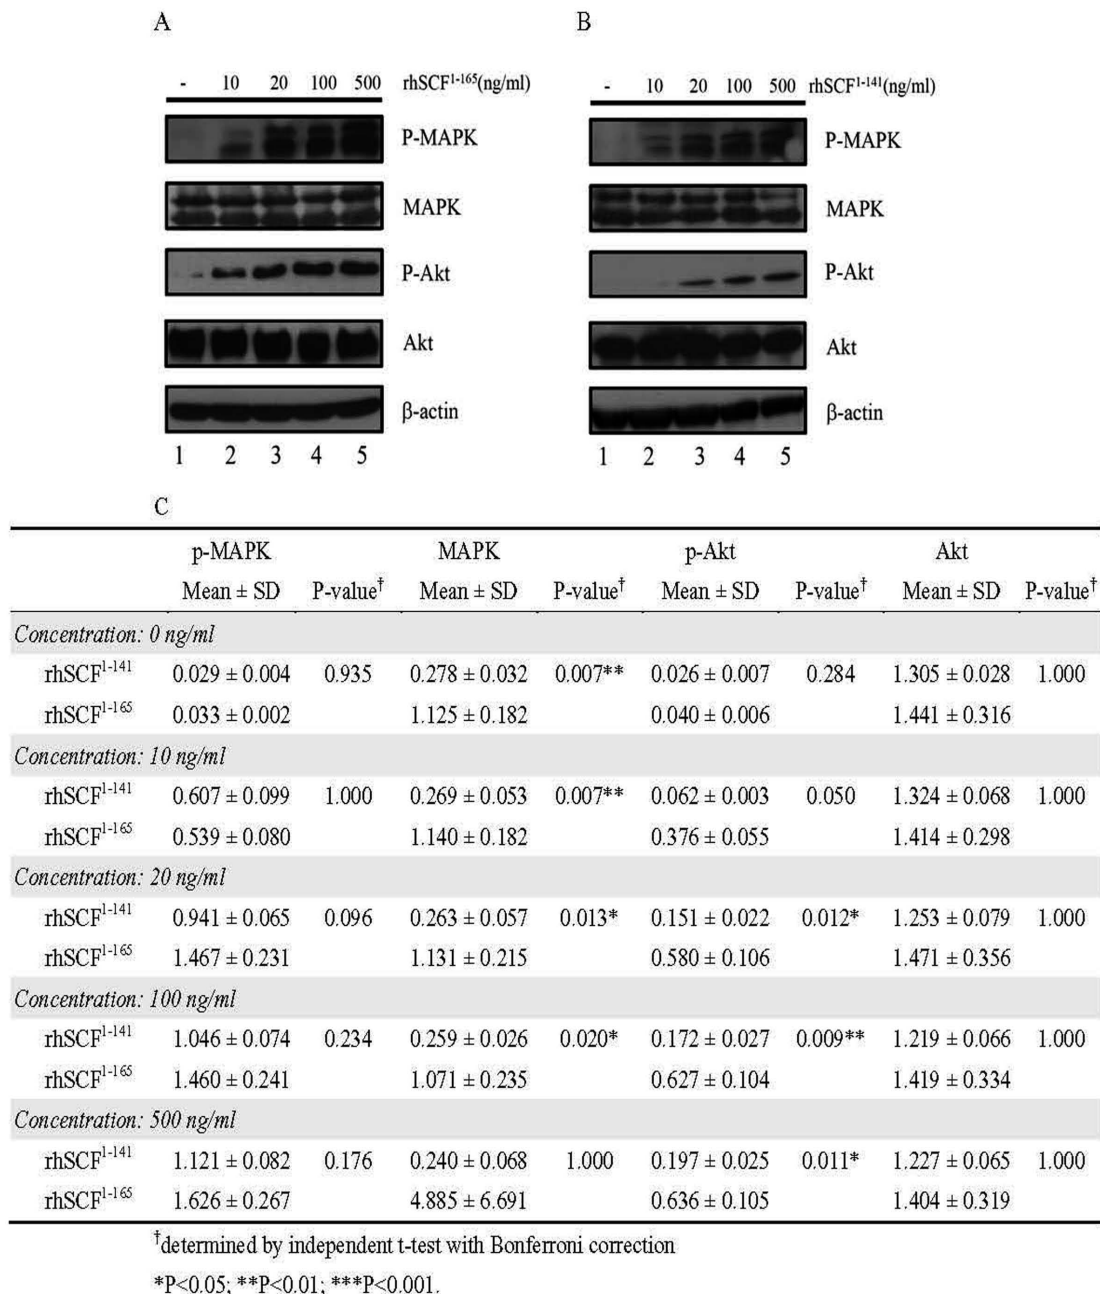 A
- 10 20 100 500 rhSCF¹⁻¹⁶⁵(ng/ml)
P-MAPK
MAPK
P-Akt
Akt
β-actin
1 2 3 4 5
B
- 10 20 100 500 rhSCF¹⁻¹⁴¹(ng/ml)
P-MAPK
MAPK
P-Akt
Akt
β-actin
1 2 3 4 5
C
p-MAPK MAPK p-Akt Akt
Mean ± SD P-value† Mean ± SD P-value† Mean ± SD P-value† Mean ± SD P-value†
Concentration: 0 ng/ml
rhSCF¹⁻¹⁴¹ 0.029 ± 0.004 0.935 0.278 ± 0.032 0.007** 0.026 ± 0.007 0.284 1.305 ± 0.028 1.000
rhSCF¹⁻¹⁶⁵ 0.033 ± 0.002 1.125 ± 0.182 0.040 ± 0.006 1.441 ± 0.316
Concentration: 10 ng/ml
rhSCF¹⁻¹⁴¹ 0.607 ± 0.099 1.000 0.269 ± 0.053 0.007** 0.062 ± 0.003 0.050 1.324 ± 0.068 1.000
rhSCF¹⁻¹⁶⁵ 0.539 ± 0.080 1.140 ± 0.182 0.376 ± 0.055 1.414 ± 0.298
Concentration: 20 ng/ml
rhSCF¹⁻¹⁴¹ 0.941 ± 0.065 0.096 0.263 ± 0.057 0.013* 0.151 ± 0.022 0.012* 1.253 ± 0.079 1.000
rhSCF¹⁻¹⁶⁵ 1.467 ± 0.231 1.131 ± 0.215 0.580 ± 0.106 1.471 ± 0.356
Concentration: 100 ng/ml
rhSCF¹⁻¹⁴¹ 1.046 ± 0.074 0.234 0.259 ± 0.026 0.020* 0.172 ± 0.027 0.009** 1.219 ± 0.066 1.000
rhSCF¹⁻¹⁶⁵ 1.460 ± 0.241 1.071 ± 0.235 0.627 ± 0.104 1.419 ± 0.334
Concentration: 500 ng/ml
rhSCF¹⁻¹⁴¹ 1.121 ± 0.082 0.176 0.240 ± 0.068 1.000 0.197 ± 0.025 0.011* 1.227 ± 0.065 1.000
rhSCF¹⁻¹⁶⁵ 1.626 ± 0.267 4.885 ± 6.691 0.636 ± 0.105 1.404 ± 0.319
†determined by independent t-test with Bonferroni correction
*P<0.05; **P<0.01; ***P<0.001.